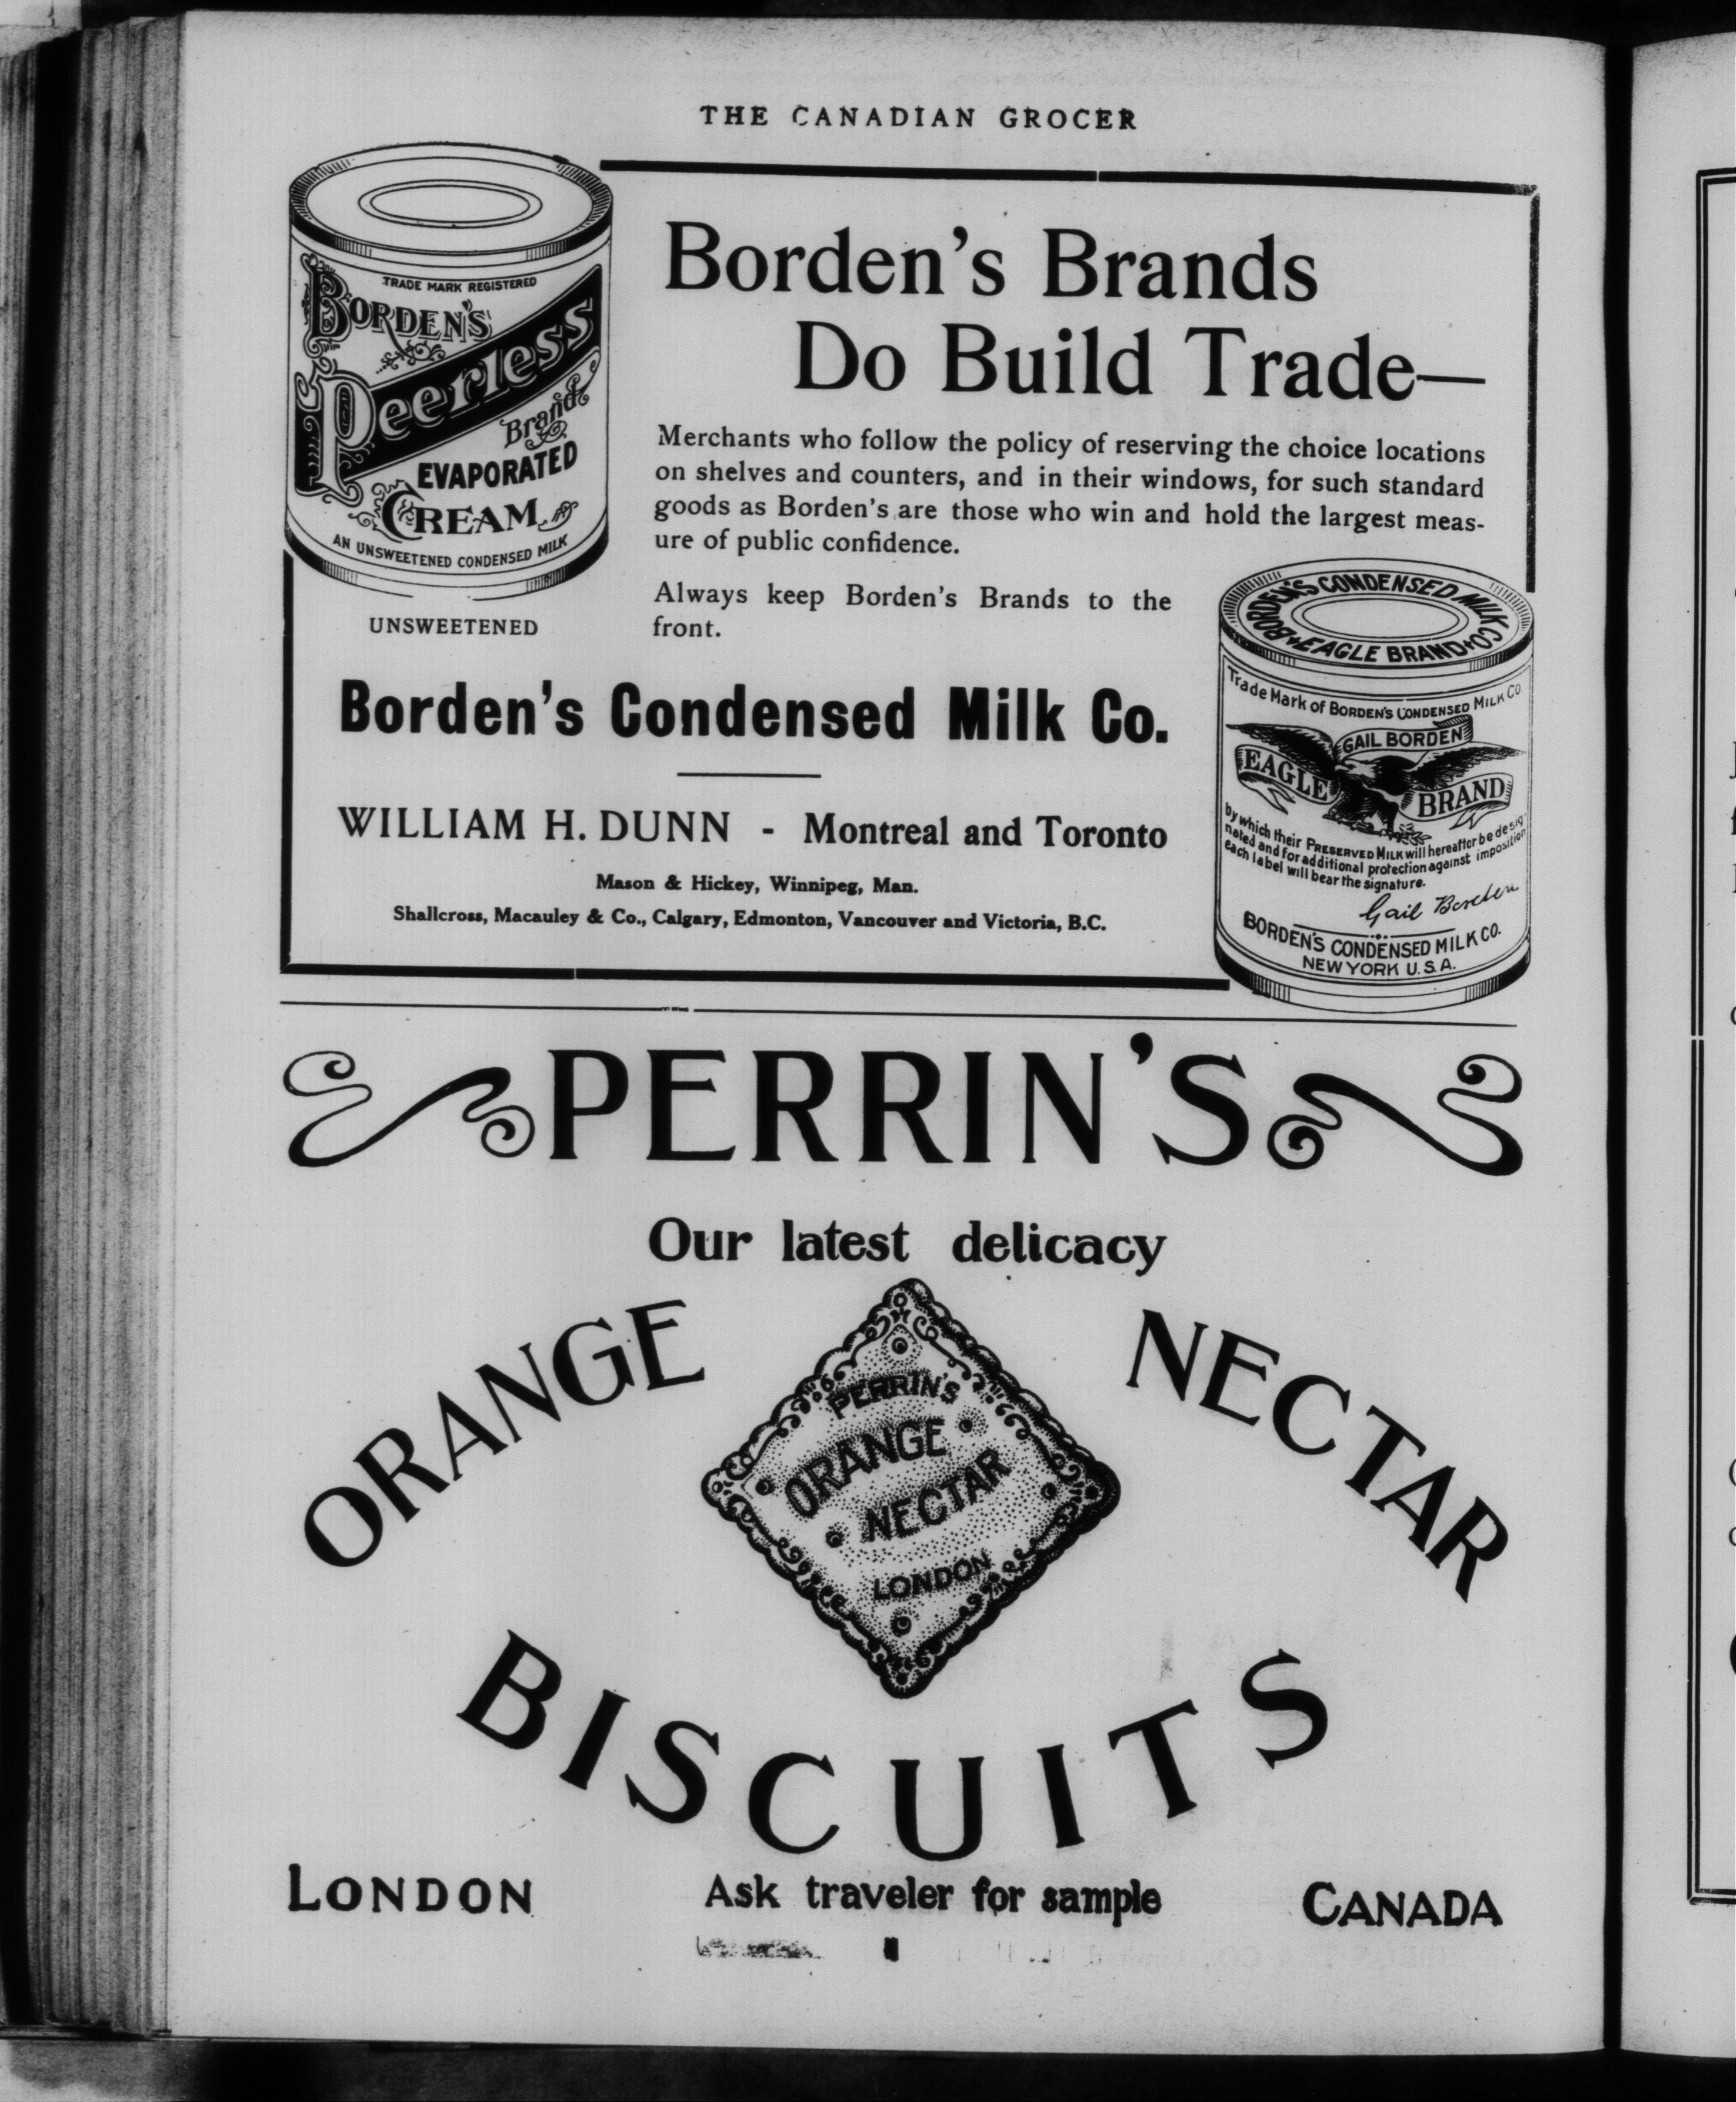 THE CANADIAN GROCER
TRADE MARK REGISTERED
BORDEN'S
Peerless
Brand
EVAPORATED
CREAM
AN UNSWEETENED CONDENSED MILK
UNSWEETENED
Borden's Brands
Do Build Trade—
Merchants who follow the policy of reserving the choice locations
on shelves and counters, and in their windows, for such standard
goods as Borden's are those who win and hold the largest meas-
ure of public confidence.
Always keep Borden's Brands to the
front.
Borden's Condensed Milk Co.
WILLIAM H. DUNN - Montreal and Toronto
Mason & Hickey, Winnipeg, Man.
Shallcross, Macauley & Co., Calgary, Edmonton, Vancouver and Victoria, B.C.
BORDEN'S CONDENSED MILK CO
EAGLE BRAND
Trade Mark of BORDEN'S CONDENSED MILK CO
GAIL BORDEN
EAGLE BRAND
by which their PRESERVED MILK will hereafter be desig-
nated and for additional protection against imposition
each label will bear the signature.
Gail Borden
BORDEN'S CONDENSED MILK CO.
NEW YORK U.S.A.
PERRIN'S
Our latest delicacy
ORANGE NECTAR
PERRIN'S
ORANGE
NECTAR
LONDON
BISCUITS
LONDON Ask traveler for sample CANADA